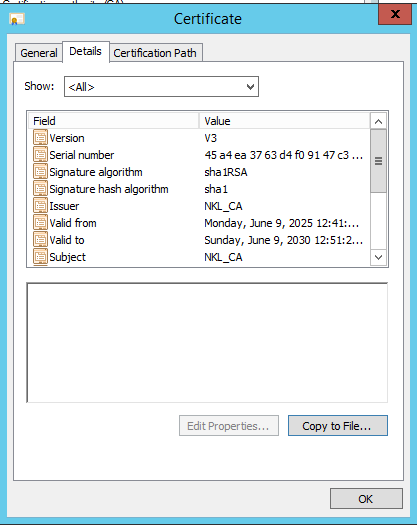 Certificate
x
General Details Certification Path
Show: <All>
Field Value
Version V3
Serial number 45 a4 ea 37 63 d4 f0 91 47 c3 ...
Signature algorithm sha1RSA
Signature hash algorithm sha1
Issuer NKL_CA
Valid from Monday, June 9, 2025 12:41:...
Valid to Sunday, June 9, 2030 12:51:2...
Subject NKL_CA
Edit Properties... Copy to File...
OK